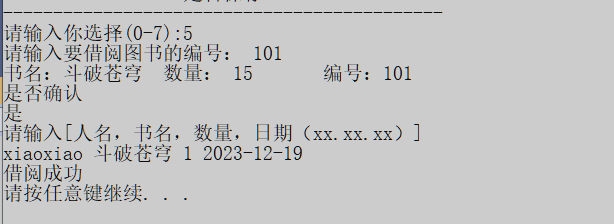 请输入你选择(0-7):5
请输入要借阅图书的编号： 101
书名：斗破苍穹 数量： 15 编号：101
是否确认
是
请输入[人名，书名，数量，日期（xx.xx.xx）]
xiaoxiao 斗破苍穹 1 2023-12-19
借阅成功
请按任意键继续. . .